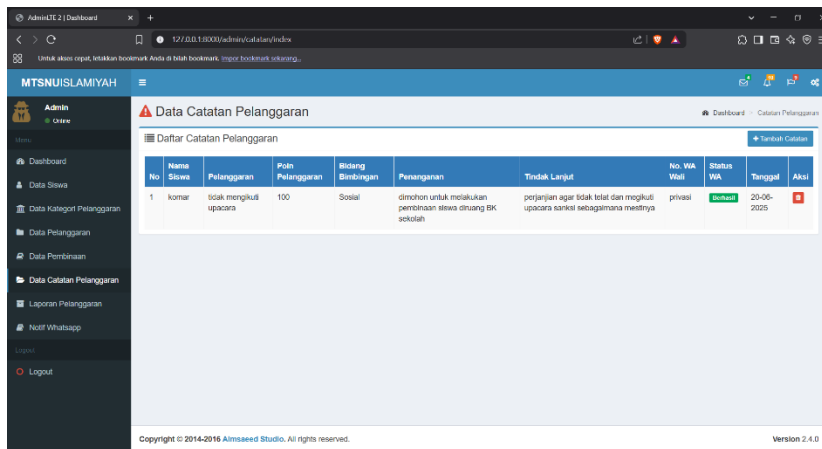 AdminLTE 2 | Dashboard
127.0.0.1:8000/admin/catatan/index
Untuk akses cepat, letakkan bookmark Anda di bilah bookmark. Impor bookmark sekarang...
MTSNUISLAMIYAH
Admin
Online
Menu
Dashboard
Data Siswa
Data Kategori Pelanggaran
Data Pelanggaran
Data Pembinaan
Data Catatan Pelanggaran
Laporan Pelanggaran
Notif Whatsapp
Logout
Logout
Data Catatan Pelanggaran
Dashboard > Catatan Pelanggaran
Daftar Catatan Pelanggaran
+ Tambah Catatan
No Nama Siswa Pelanggaran Poin Pelanggaran Bidang Bimbingan Penanganan Tindak Lanjut No. WA Wali Status WA Tanggal Aksi
1 komar tidak mengikuti upacara 100 Sosial dimohon untuk melakukan pembinaan siswa diruang BK sekolah perjanjian agar tidak telat dan megikuti upacara sanksi sebagaimana mestinya privasi Berhasil 20-06-2025
Copyright © 2014-2016 Almsaeed Studio. All rights reserved.
Version 2.4.0